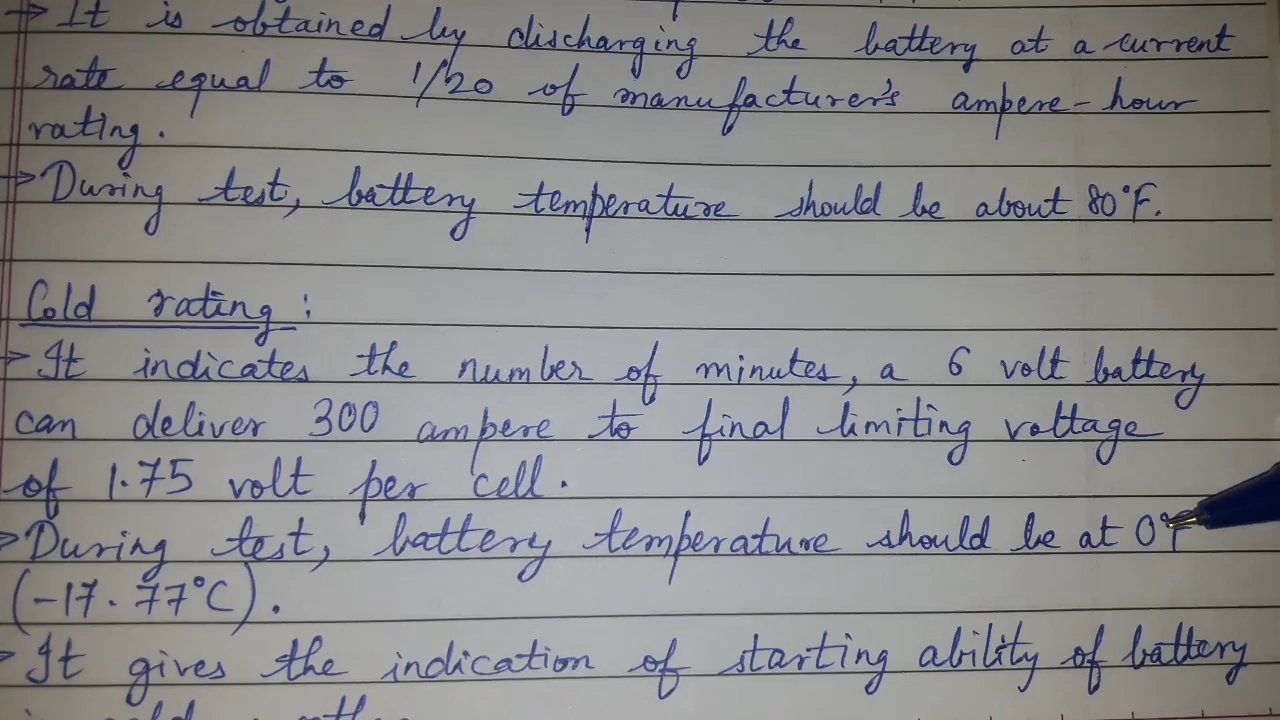 → It is obtained by discharging the battery at a current
rate equal to 1/20 of manufacturer's ampere-hour
rating.
→ During test, battery temperature should be about 80°F.
Cold rating :
→ It indicates the number of minutes, a 6 volt battery
can deliver 300 ampere to final limiting voltage
of 1.75 volt per cell.
→ During test, battery temperature should be at 0°F
(-17.77°C).
→ It gives the indication of starting ability of battery